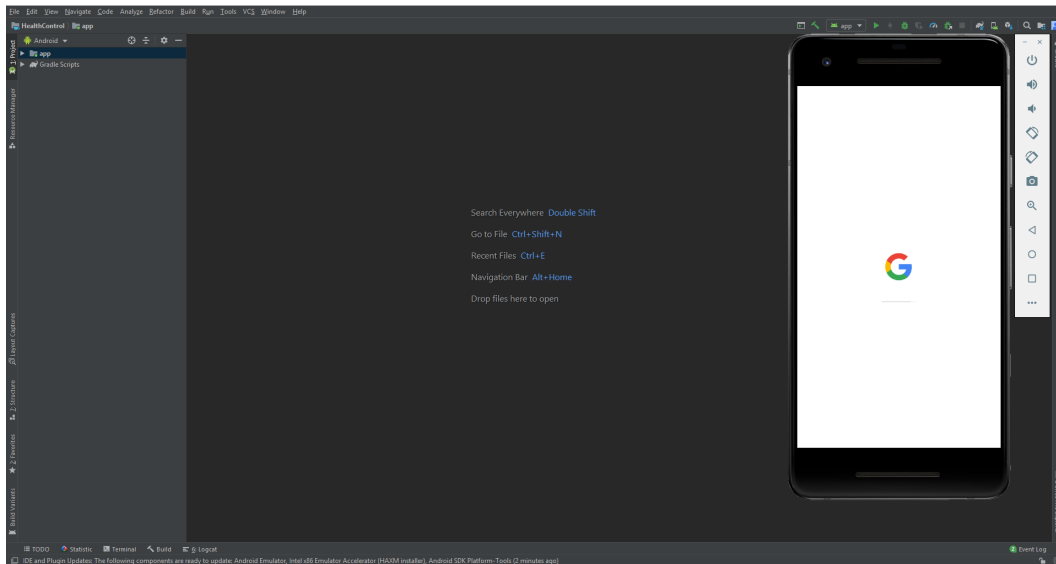 File Edit View Navigate Code Analyze Refactor Build Run Tools VCS Window Help
HealthControl app
app
Android
1: Project
app
Gradle Scripts
Resource Manager
Search Everywhere Double Shift
Go to File Ctrl+Shift+N
Recent Files Ctrl+E
Navigation Bar Alt+Home
Drop files here to open
G
Layout Captures
7: Structure
2: Favorites
Build Variants
TODO Statistic Terminal Build 6: Logcat
2 Event Log
IDE and Plugin Updates: The following components are ready to update: Android Emulator, Intel x86 Emulator Accelerator (HAXM installer), Android SDK Platform-Tools (2 minutes ago)